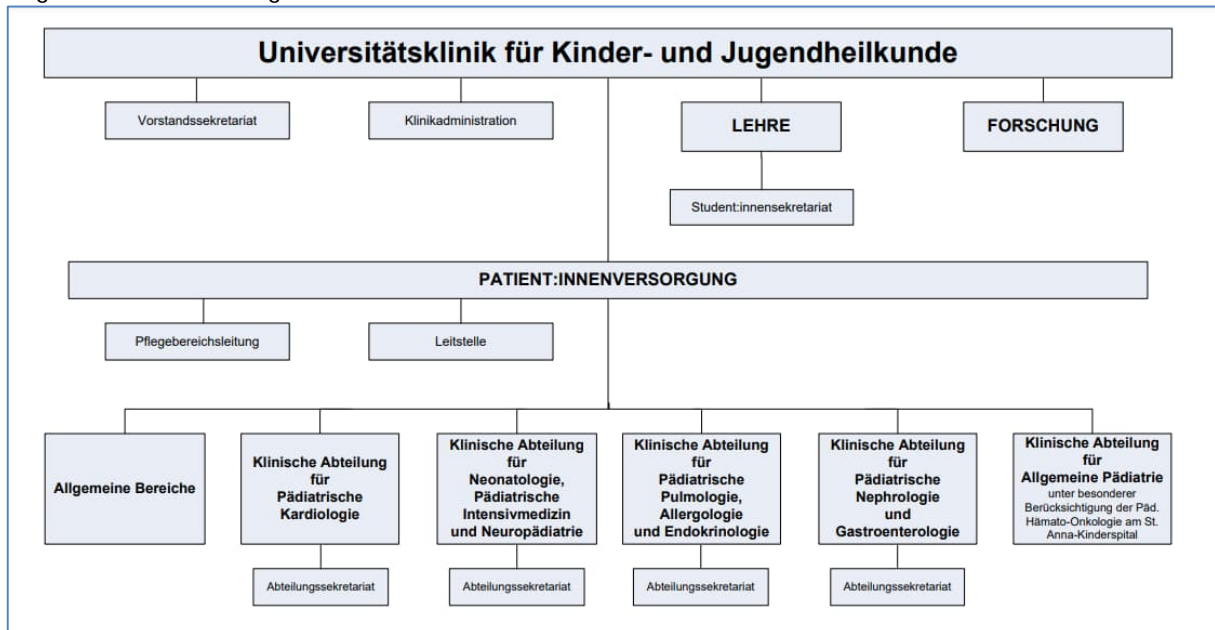 Universitätsklinik für Kinder- und Jugendheilkunde
Vorstandssekretariat
Klinikadministration
LEHRE
FORSCHUNG
Student:innensekretariat
PATIENT:INNENVERSORGUNG
Pflegebereichsleitung
Leitstelle
Allgemeine Bereiche
Klinische Abteilung
für
Pädiatrische
Kardiologie
Klinische Abteilung
für
Neonatologie,
Pädiatrische
Intensivmedizin
und Neuropädiatrie
Klinische Abteilung
für
Pädiatrische
Pulmologie,
Allergologie
und Endokrinologie
Klinische Abteilung
für
Pädiatrische
Nephrologie
und
Gastroenterologie
Klinische Abteilung
für
Allgemeine Pädiatrie
unter besonderer
Berücksichtigung der Päd.
Hämato-Onkologie am St.
Anna-Kinderspital
Abteilungssekretariat
Abteilungssekretariat
Abteilungssekretariat
Abteilungssekretariat